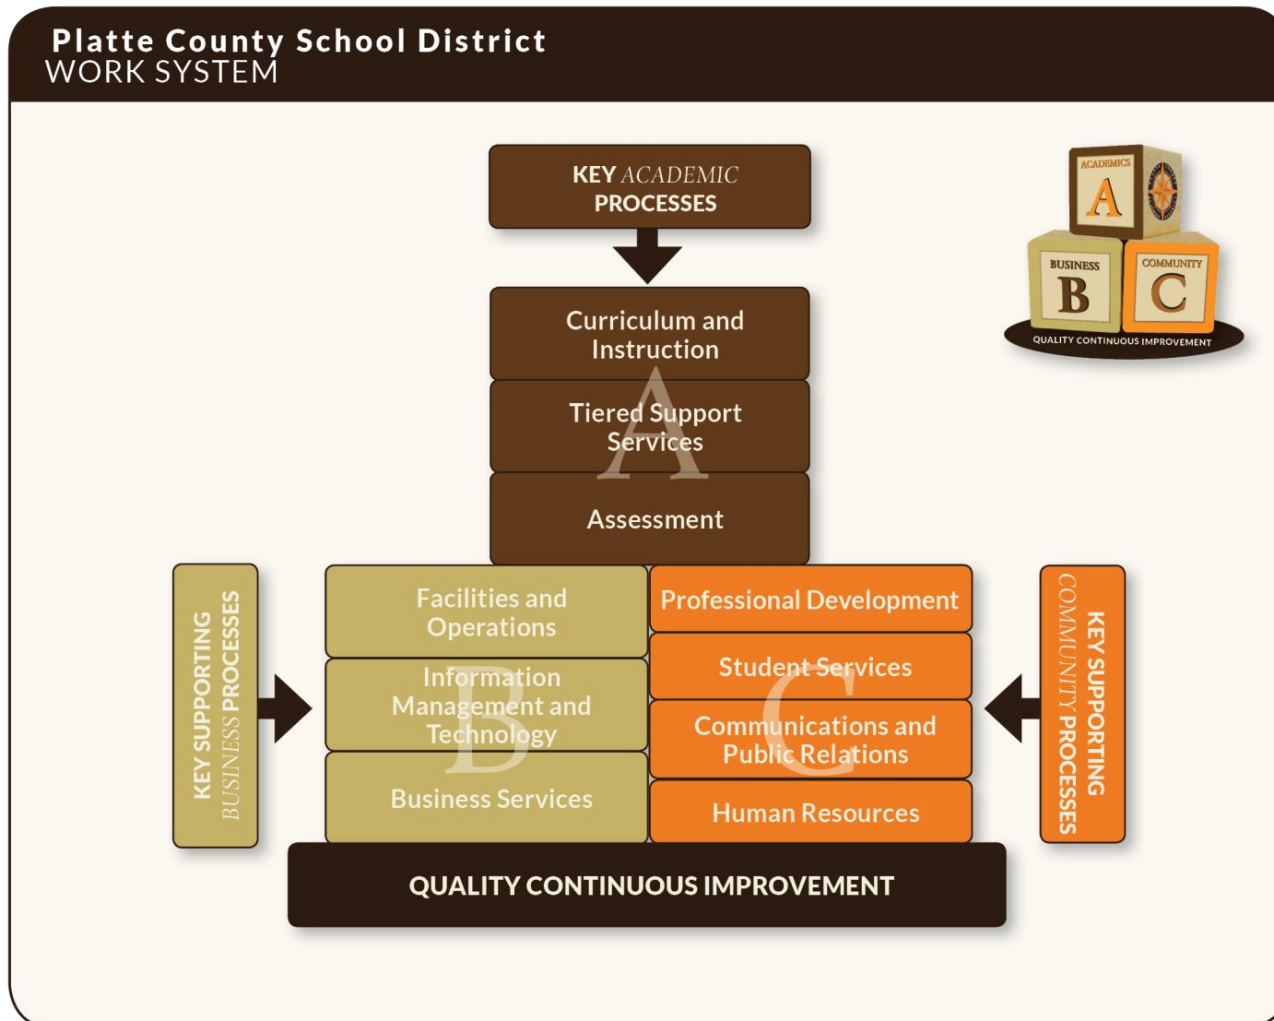 Platte County School District
WORK SYSTEM
KEY ACADEMIC
PROCESSES
ACADEMICS
A
BUSINESS
B
COMMUNITY
C
QUALITY CONTINUOUS IMPROVEMENT
Curriculum and
Instruction
A
Tiered Support
Services
Assessment
KEY SUPPORTING
BUSINESS PROCESSES
Facilities and
Operations
Information
Management and
Technology
B
Business Services
Professional Development
Student Services
C
Communications and
Public Relations
Human Resources
KEY SUPPORTING
COMMUNITY PROCESSES
QUALITY CONTINUOUS IMPROVEMENT